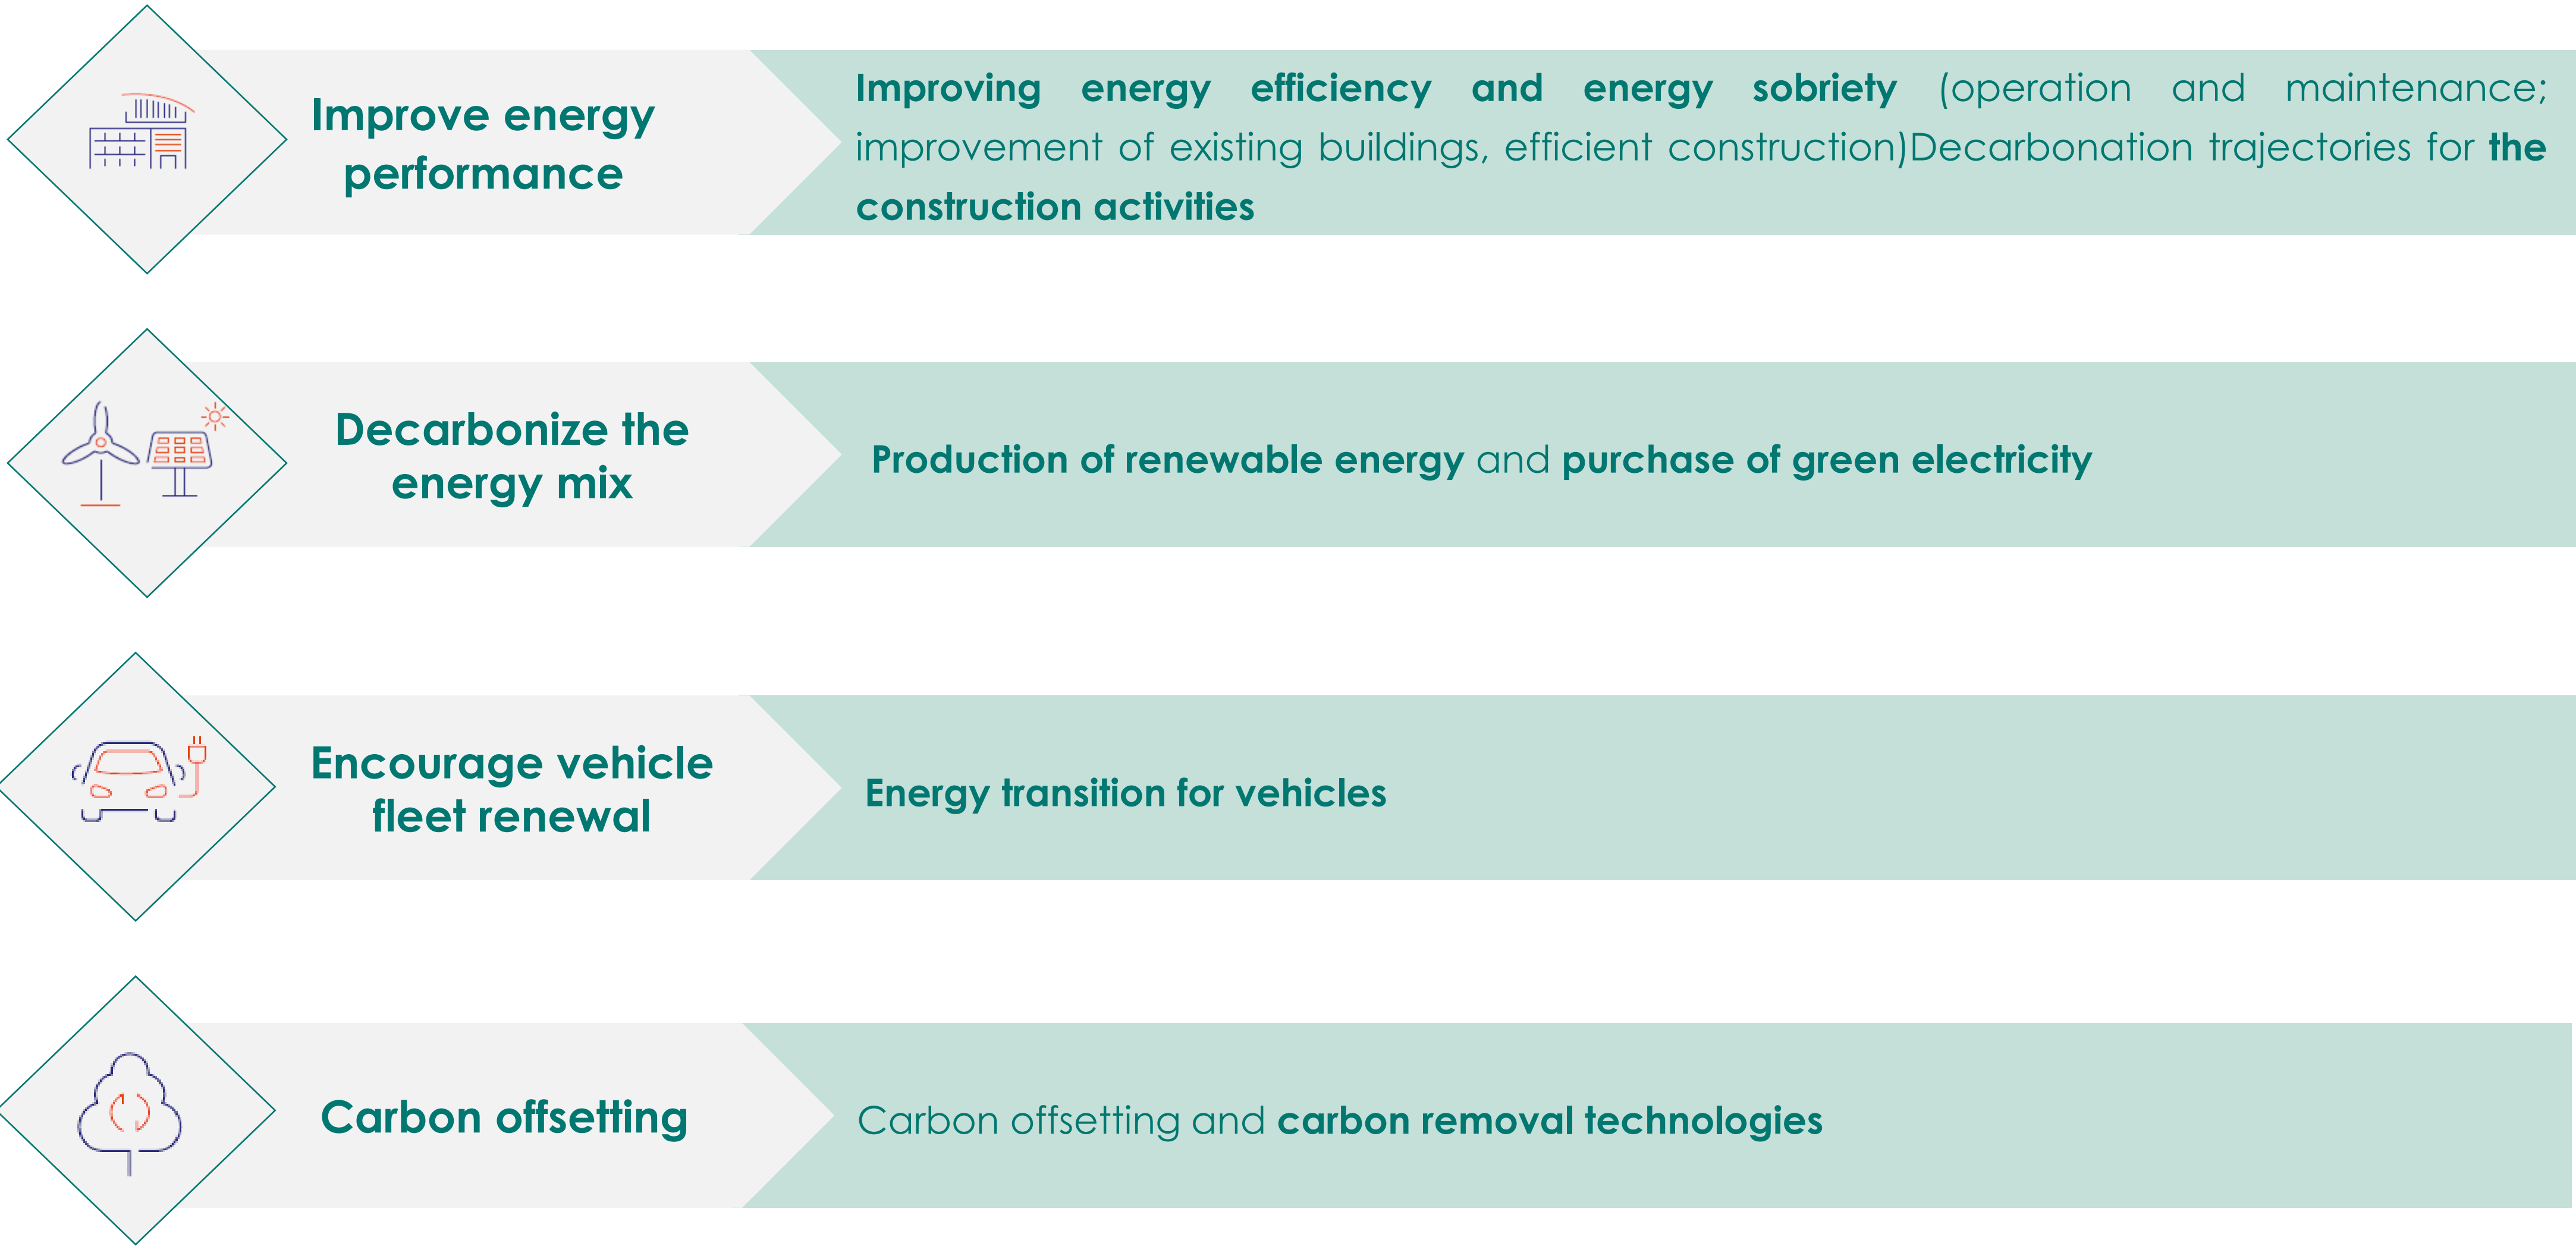 Improve energy
performance
Improving energy efficiency and energy sobriety (operation and maintenance;
improvement of existing buildings, efficient construction)Decarbonation trajectories for the
construction activities
Decarbonize the
energy mix
Production of renewable energy and purchase of green electricity
Encourage vehicle
fleet renewal
Energy transition for vehicles
Carbon offsetting
Carbon offsetting and carbon removal technologies